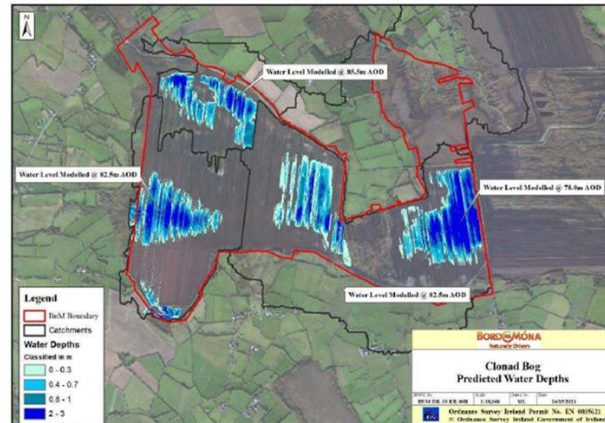 N
Water Level Modelled @ 85.5m AOD
Water Level Modelled @ 82.5m AOD
Water Level Modelled @ 78.0m AOD
Water Level Modelled @ 82.5m AOD
Legend
BnM Boundary
Catchments
Water Depths
Classified in m
0 - 0.3
0.4 - 0.7
0.8 - 1
2 - 3
BORD NA MÓNA
Naturally Driven
Clonad Bog
Predicted Water Depths
Ordnance Survey Ireland Permit No. EN 0005621
© Ordnance Survey Ireland Government of Ireland